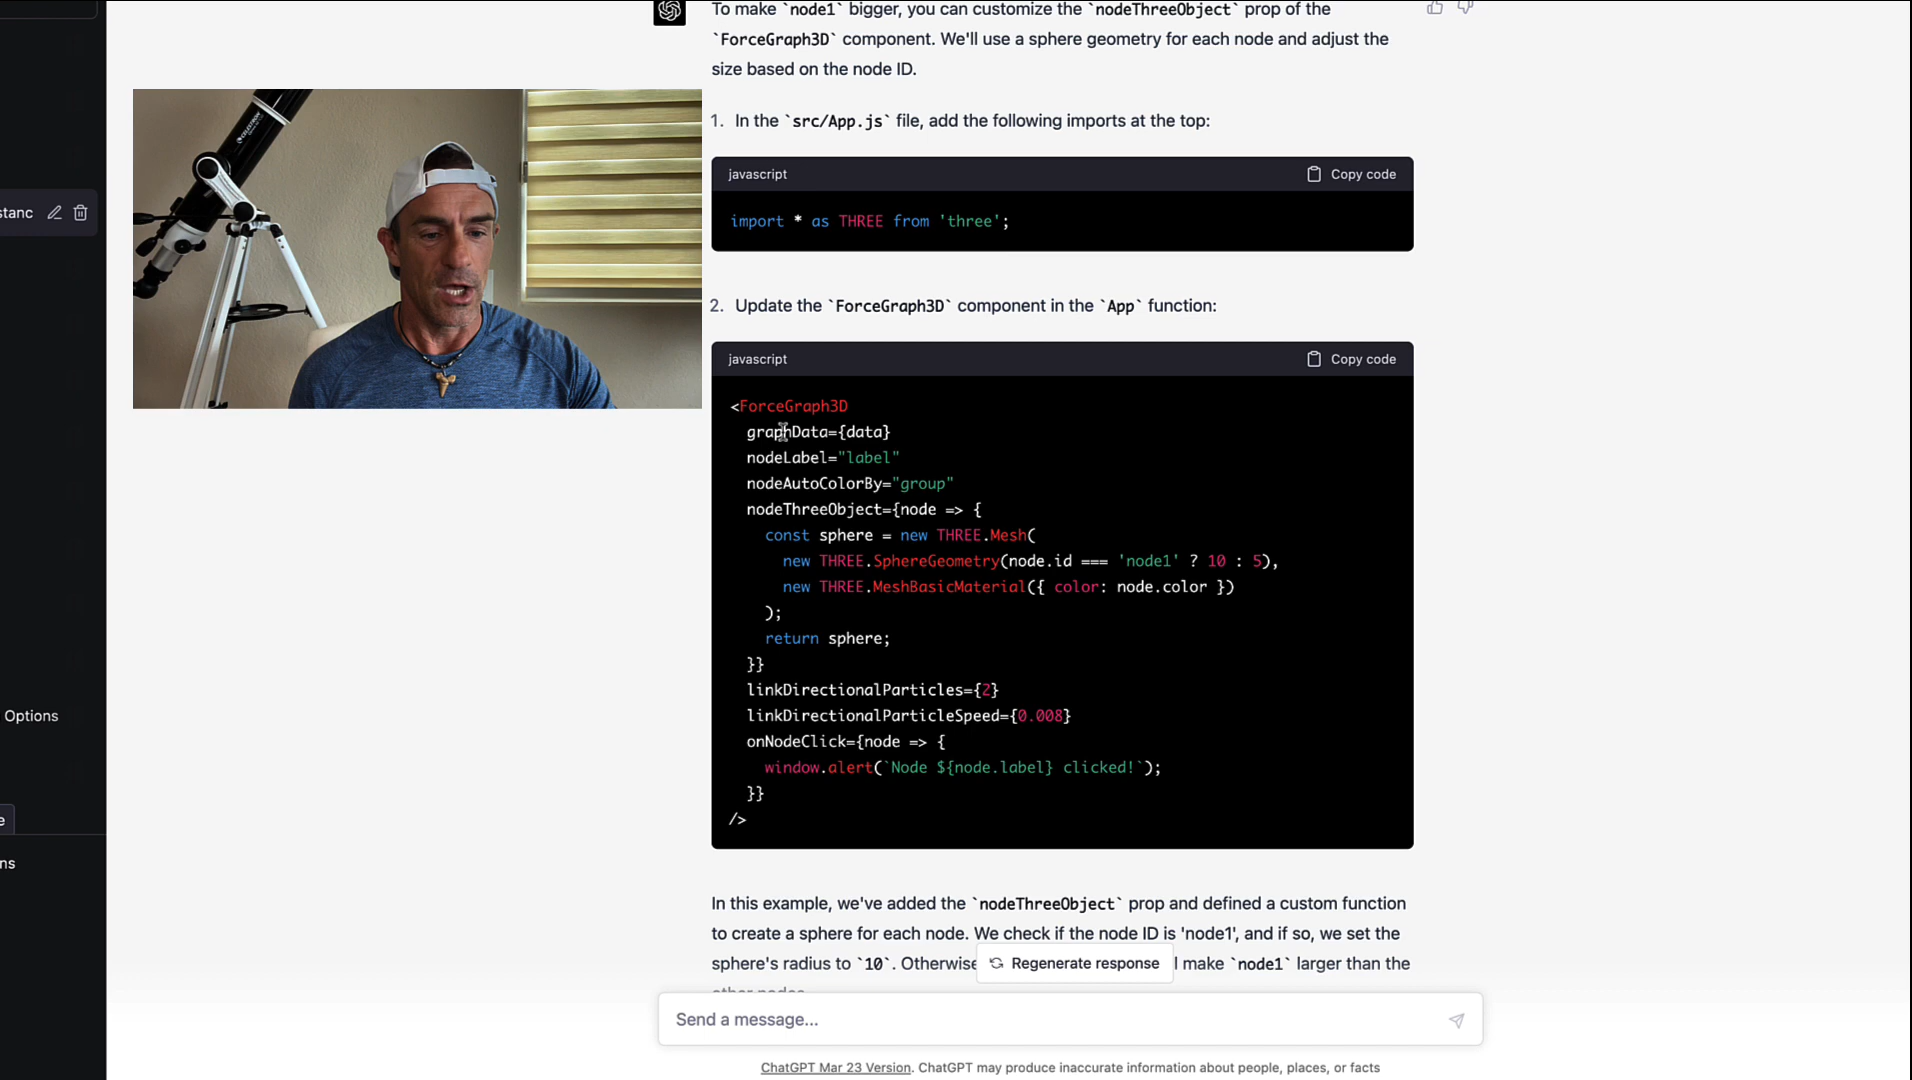 To make `node1` bigger, you can customize the `nodeThreeObject` prop of the
`ForceGraph3D` component. We'll use a sphere geometry for each node and adjust the
size based on the node ID.
CELESTRON
1. In the `src/App.js` file, add the following imports at the top:
javascript
Copy code
import * as THREE from 'three';
stanc
2. Update the `ForceGraph3D` component in the `App` function:
javascript
Copy code
<ForceGraph3D
graphData={data}
nodeLabel="label"
nodeAutoColorBy="group"
nodeThreeObject={node => {
const sphere = new THREE.Mesh(
new THREE.SphereGeometry(node.id === 'node1' ? 10 : 5),
new THREE.MeshBasicMaterial({ color: node.color })
);
return sphere;
}}
linkDirectionalParticles={2}
linkDirectionalParticleSpeed={0.008}
onNodeClick={node => {
window.alert(`Node ${node.label} clicked!`);
}}
/>
Options
e
ns
In this example, we've added the `nodeThreeObject` prop and defined a custom function
to create a sphere for each node. We check if the node ID is 'node1', and if so, we set the
sphere's radius to `10`. Otherwise
Regenerate response
l make `node1` larger than the
other nodes.
Send a message...
ChatGPT Mar 23 Version. ChatGPT may produce inaccurate information about people, places, or facts